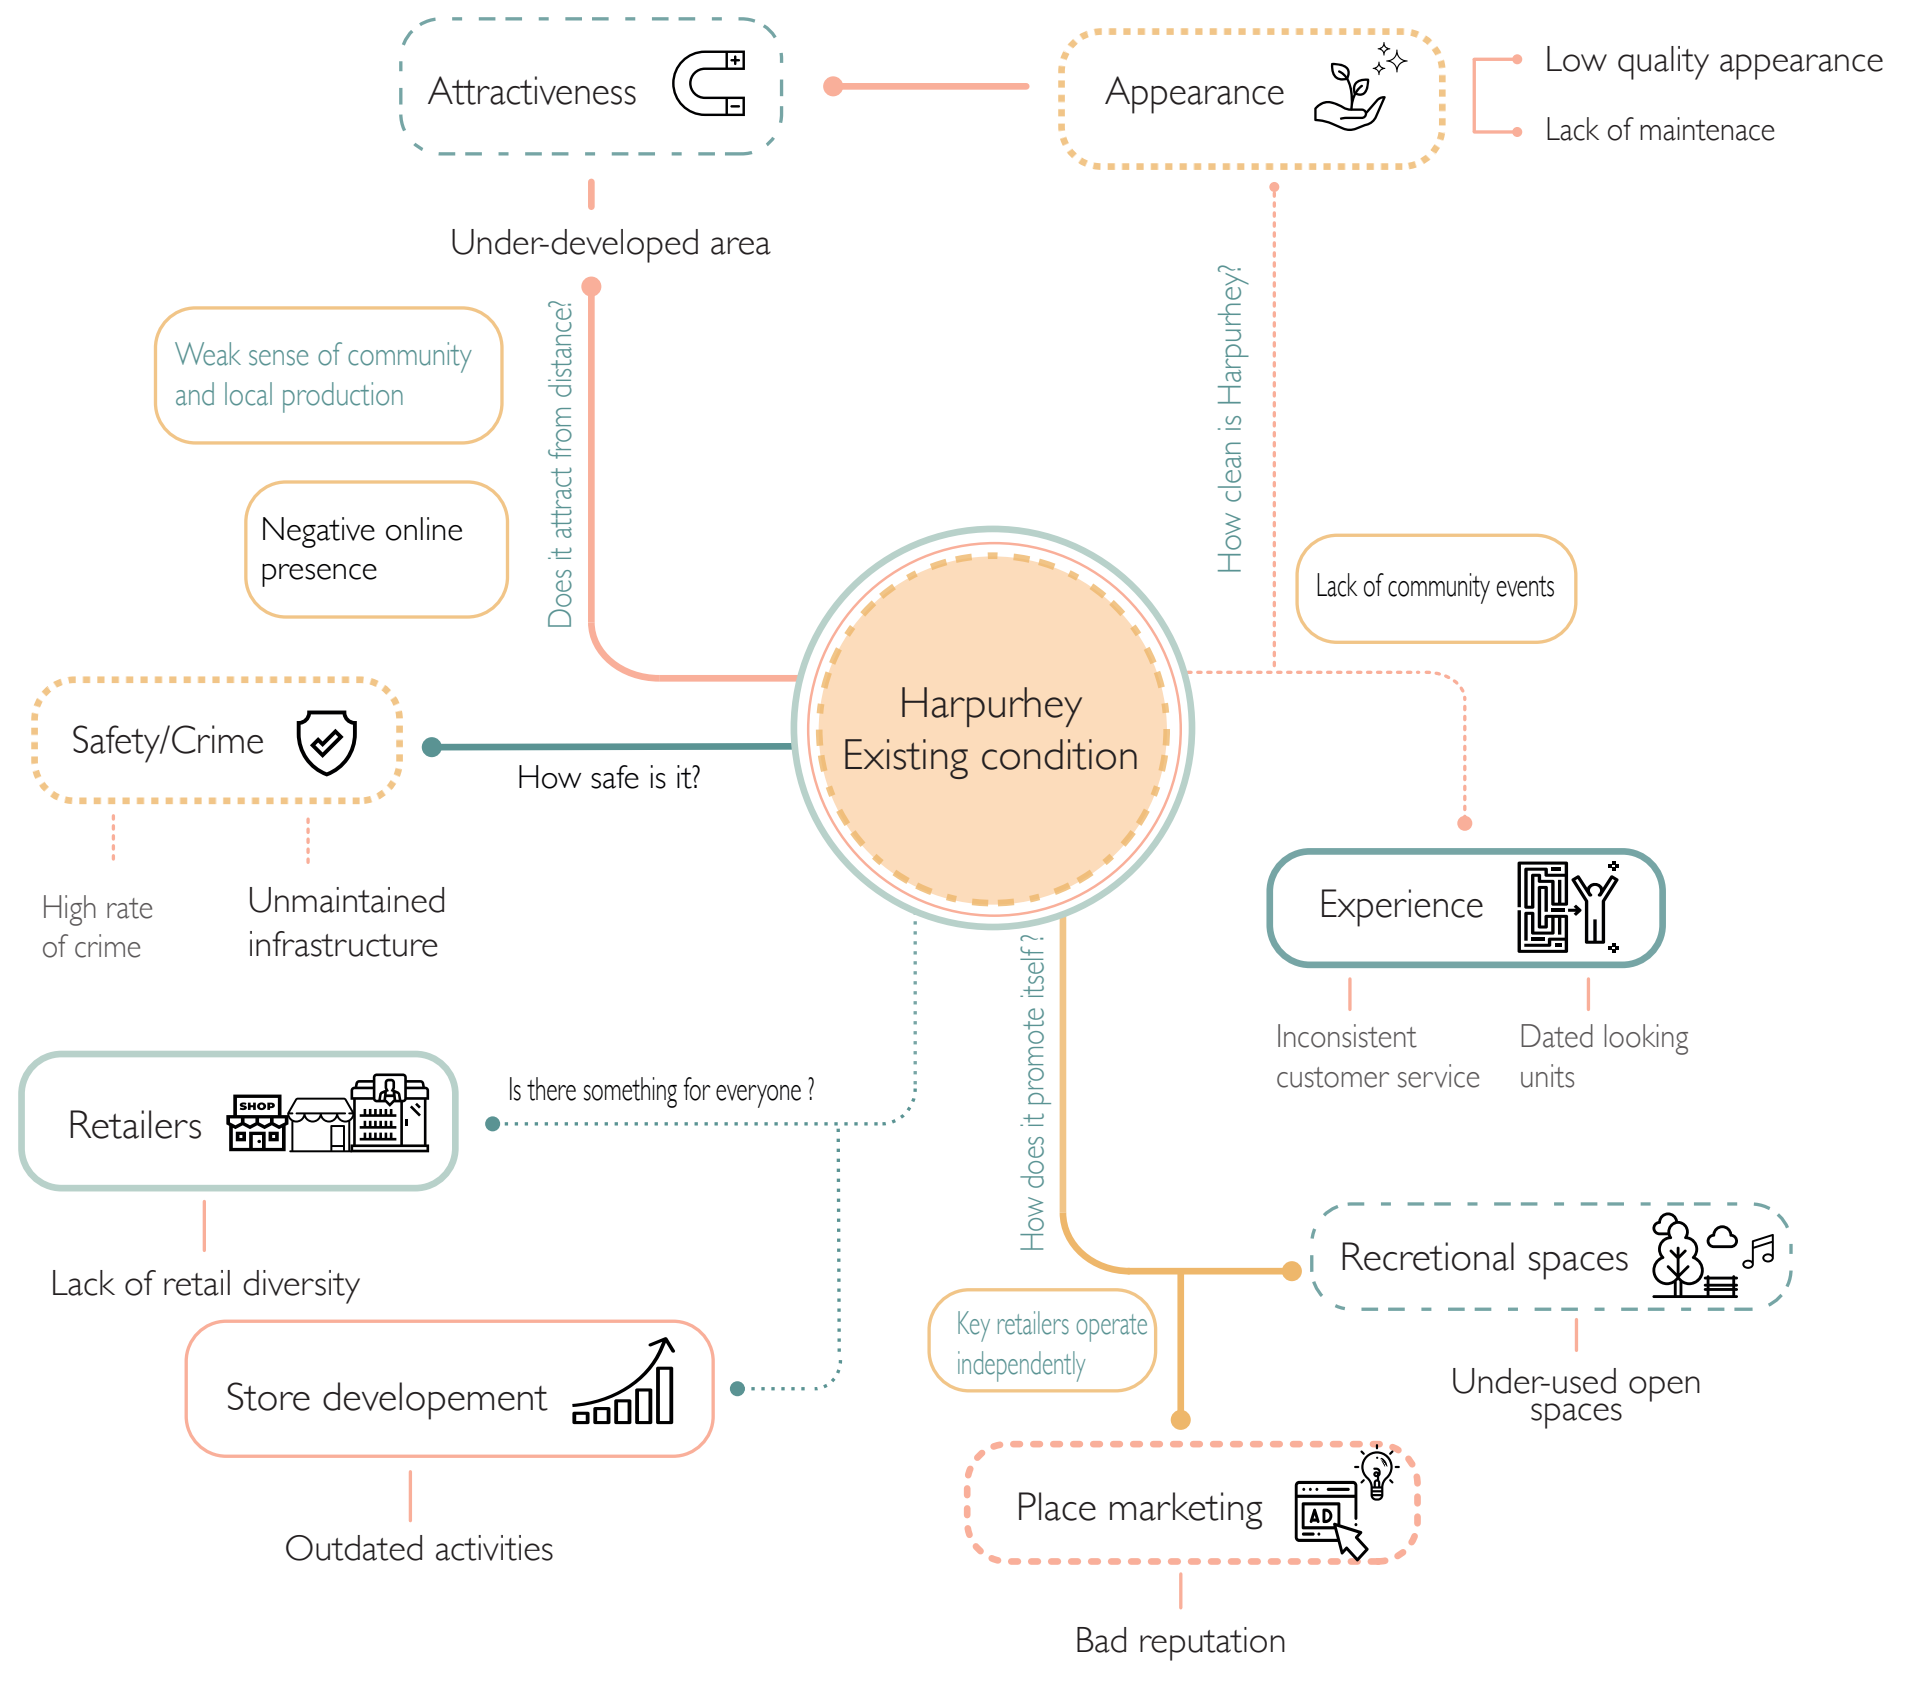 Attractiveness
Appearance
Low quality appearance
Lack of maintenace
Under-developed area
Does it attract from distance?
How clean is Harpurhey?
Weak sense of community
and local production
Negative online
presence
Lack of community events
Harpurhey
Existing condition
Safety/Crime
How safe is it?
High rate
of crime
Unmaintained
infrastructure
Experience
Inconsistent
customer service
Dated looking
units
How does it promote itself ?
Retailers
SHOP
Is there something for everyone ?
Lack of retail diversity
Recretional spaces
Under-used open
spaces
Key retailers operate
independently
Store developement
Outdated activities
Place marketing
AD
Bad reputation